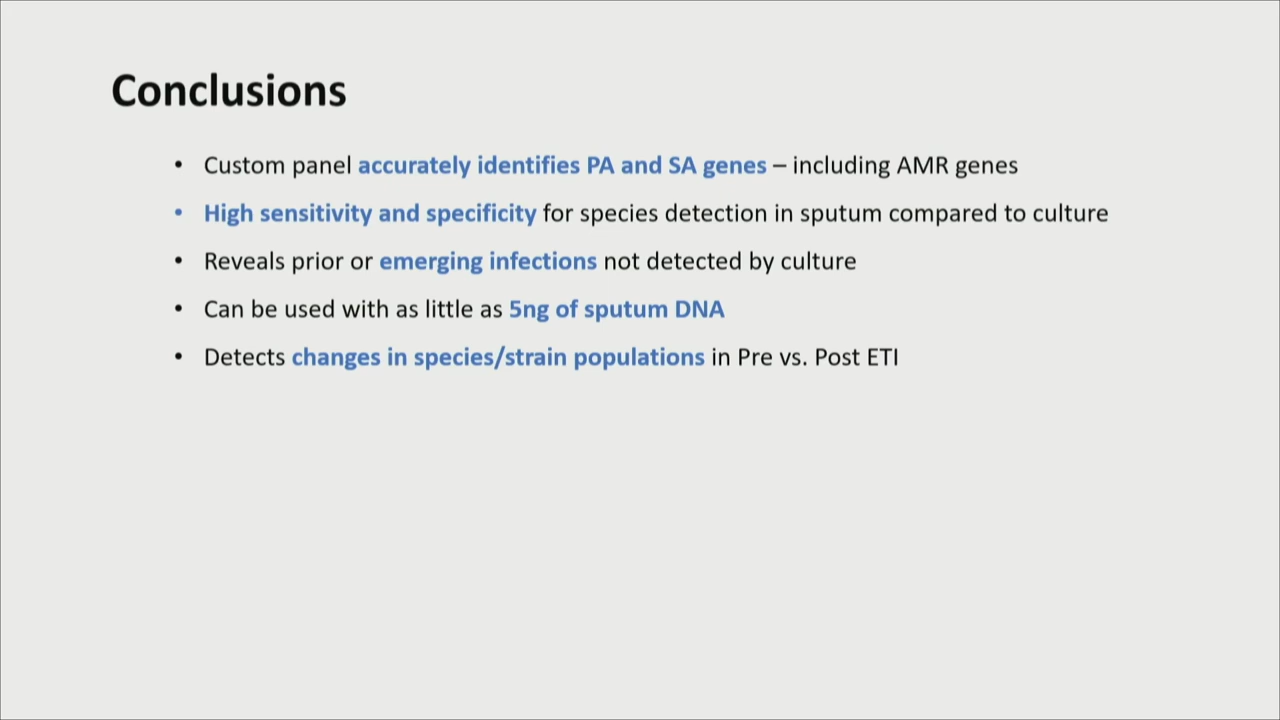 Conclusions
• Custom panel accurately identifies PA and SA genes – including AMR genes
• High sensitivity and specificity for species detection in sputum compared to culture
• Reveals prior or emerging infections not detected by culture
• Can be used with as little as 5ng of sputum DNA
• Detects changes in species/strain populations in Pre vs. Post ETI